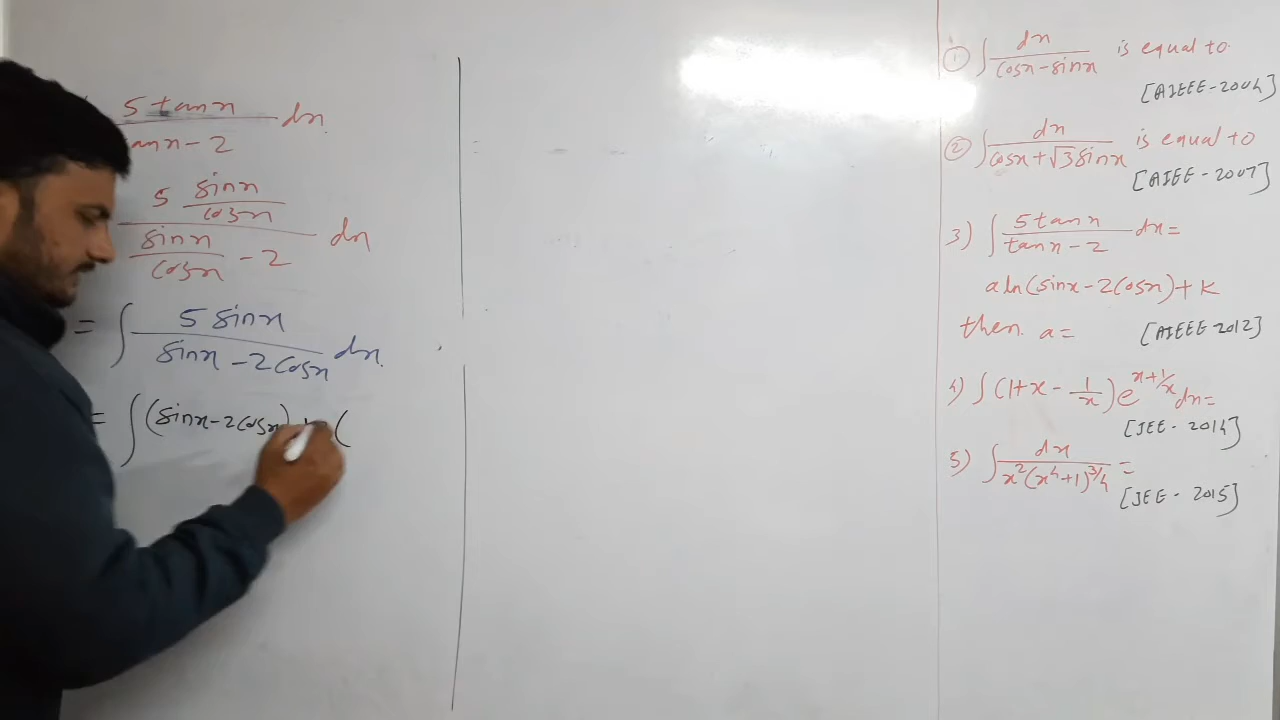 5 tan x / tan x - 2 dx
5 sin x/cos x / sin x/cos x - 2 dx
= ∫ 5 sin x / sin x - 2 cos x dx
= ∫ (sin x - 2 cos x) + (
① ∫ dx / cos x - sin x is equal to
[AIEEE-2004]
② ∫ dx / cos x + √3 sin x is equal to
[AIEE - 2007]
3) ∫ 5 tan x / tan x - 2 dx =
a ln(sin x - 2 cos x) + K
then a = [AIEEE 2012]
4) ∫ (1 + x - 1/x) e^(x + 1/x) dx =
[JEE - 2014]
5) ∫ dx / x²(x⁴+1)^(3/4) =
[JEE - 2015]